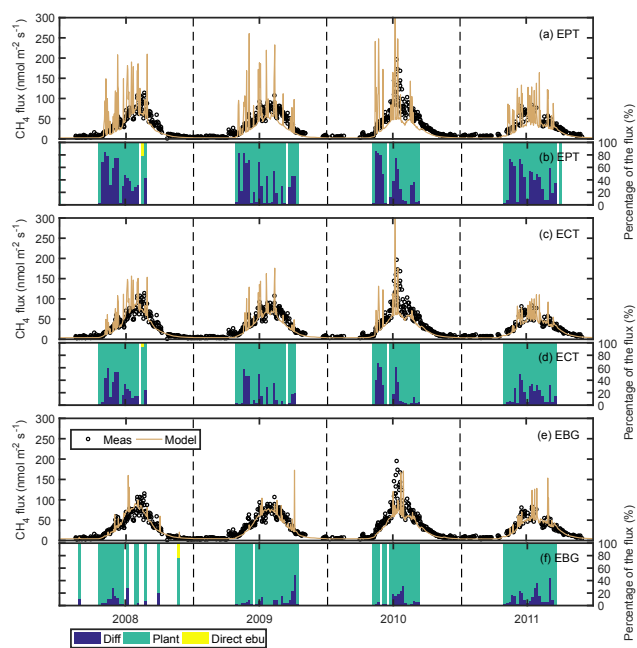 CH4 flux (nmol m-2 s-1)
300
250
200
150
100
50
0
(a) EPT
(b) EPT
100
80
60
40
20
0
Percentage of the flux (%)
CH4 flux (nmol m-2 s-1)
300
250
200
150
100
50
0
(c) ECT
(d) ECT
100
80
60
40
20
0
Percentage of the flux (%)
CH4 flux (nmol m-2 s-1)
300
250
200
150
100
50
0
Meas Model
(e) EBG
(f) EBG
100
80
60
40
20
0
Percentage of the flux (%)
2008 2009 2010 2011
Diff Plant Direct ebu